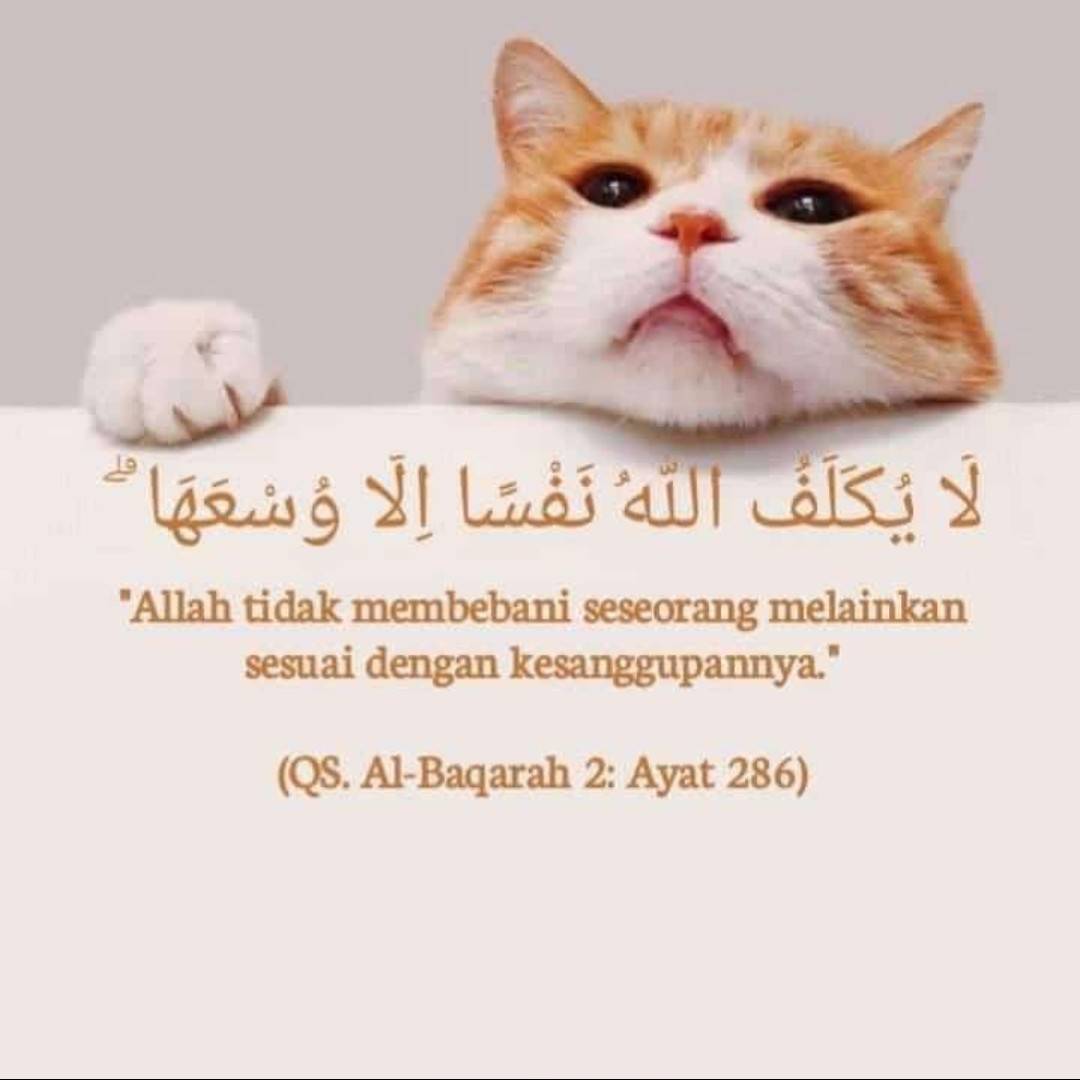 لَا يُكَلِّفُ اللّٰهُ نَفْسًا اِلَّا وُسْعَهَا ۗ
"Allah tidak membebani seseorang melainkan
sesuai dengan kesanggupannya."
(QS. Al-Baqarah 2: Ayat 286)